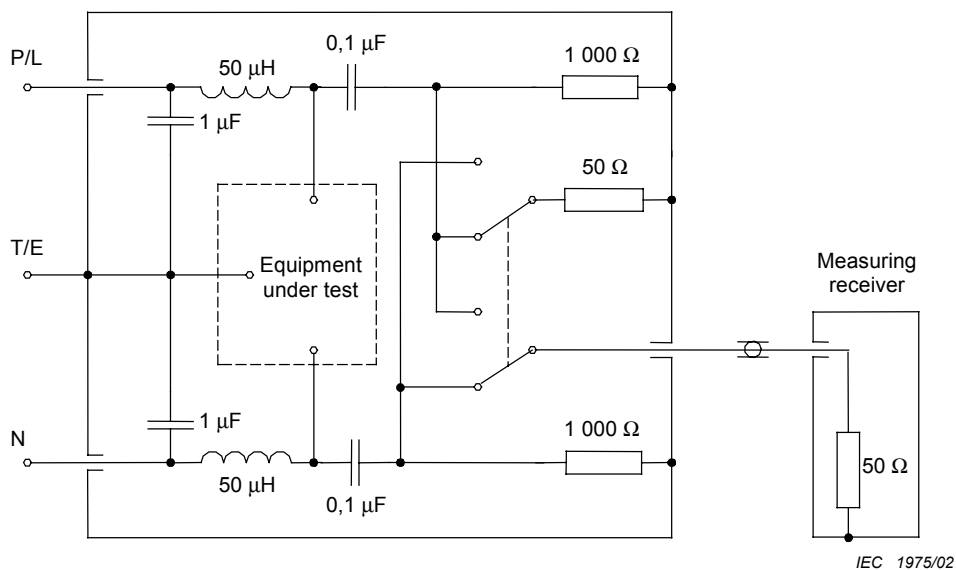 P/L
50 μH
0,1 μF
1 000 Ω
1 μF
50 Ω
T/E
Equipment
under test
Measuring
receiver
N
1 μF
50 μH
0,1 μF
1 000 Ω
50 Ω
IEC 1975/02